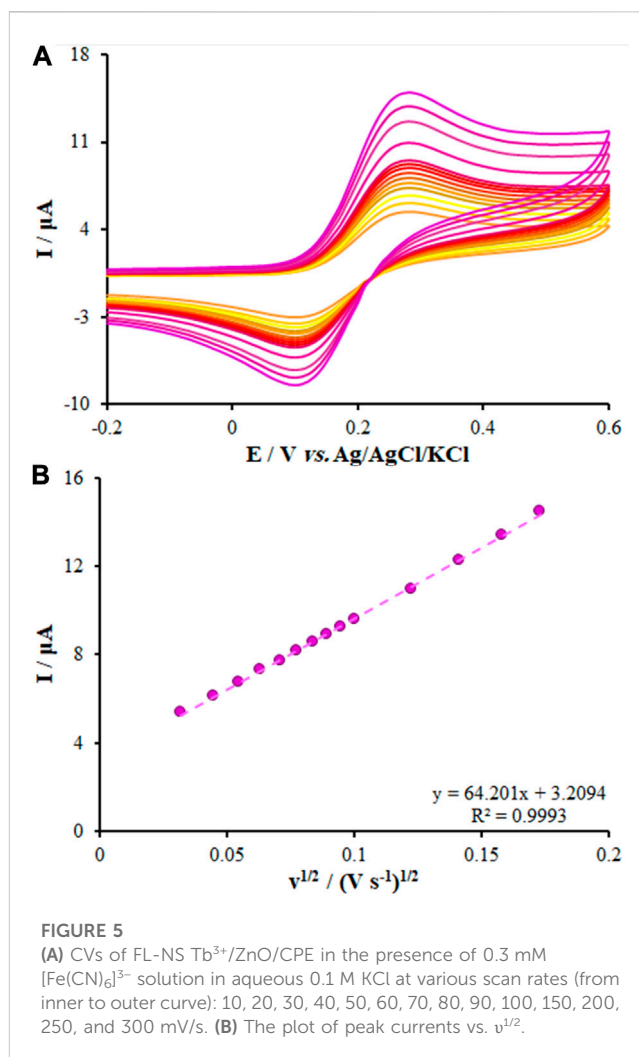 A
18
11
4
-3
-10
I / µA
-0.2 0 0.2 0.4 0.6
E / V vs. Ag/AgCl/KCl
B
16
12
8
4
0
I / µA
y = 64.201x + 3.2094
R² = 0.9993
0 0.05 0.1 0.15 0.2
v^1/2 / (V s⁻¹)^1/2
FIGURE 5
(A) CVs of FL-NS Tb³⁺/ZnO/CPE in the presence of 0.3 mM
[Fe(CN)₆]³⁻ solution in aqueous 0.1 M KCl at various scan rates (from
inner to outer curve): 10, 20, 30, 40, 50, 60, 70, 80, 90, 100, 150, 200,
250, and 300 mV/s. (B) The plot of peak currents vs. υ^1/2.